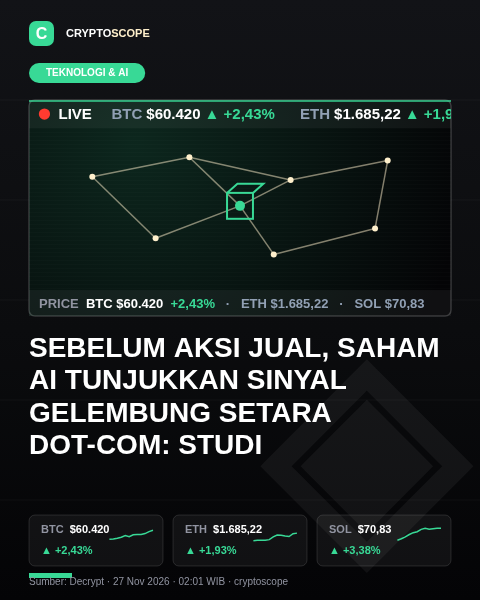 C CRYPTOSCOPE
TEKNOLOGI & AI
LIVE BTC $60.420 ▲ +2,43% ETH $1.685,22 ▲ +1,9
PRICE BTC $60.420 +2,43% · ETH $1.685,22 · SOL $70,83
SEBELUM AKSI JUAL, SAHAM
AI TUNJUKKAN SINYAL
GELEMBUNG SETARA
DOT-COM: STUDI
BTC $60.420 ETH $1.685,22 SOL $70,83
▲ +2,43% ▲ +1,93% ▲ +3,38%
Sumber: Decrypt · 27 Nov 2026 · 02:01 WIB · cryptoscope